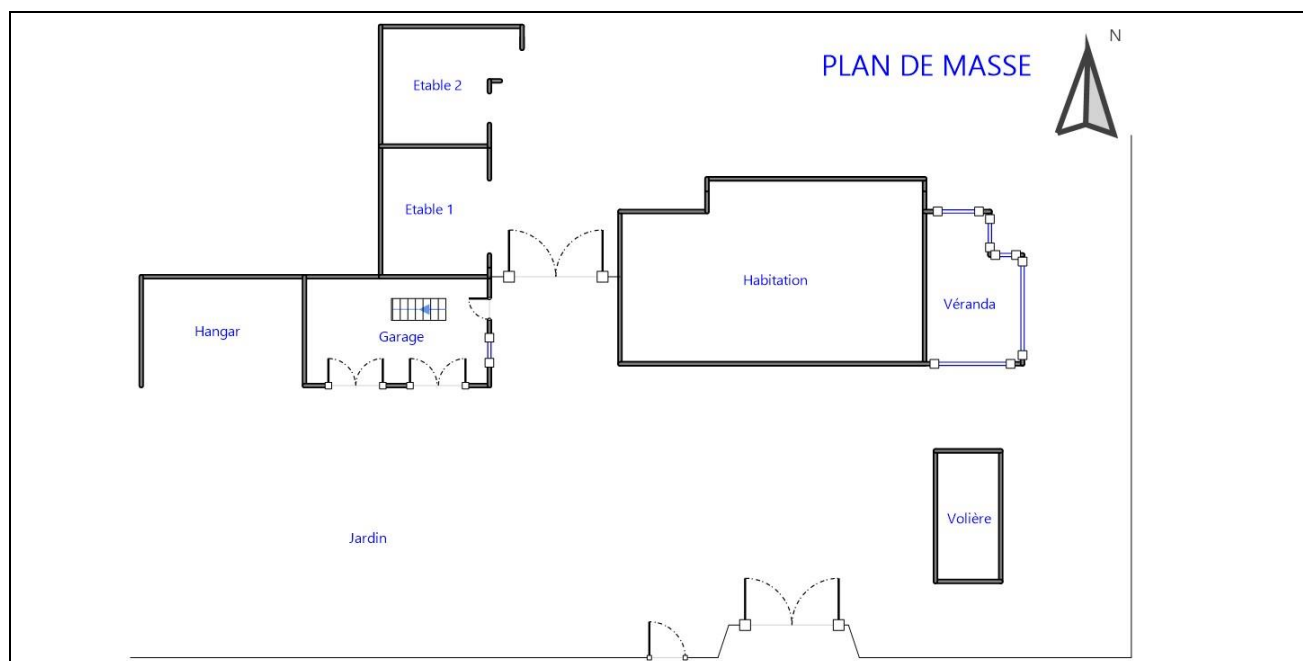 N
PLAN DE MASSE
Etable 2
Etable 1
Habitation
Véranda
Hangar
Garage
Volière
Jardin